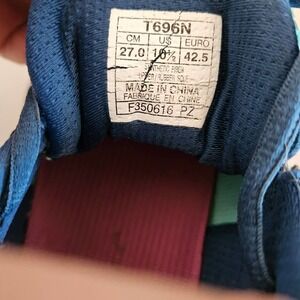 T696N
CM US EURO
27.0 10½ 42.5
MADE IN CHINA
FABRIQUE EN CHINE
F350616 PZ